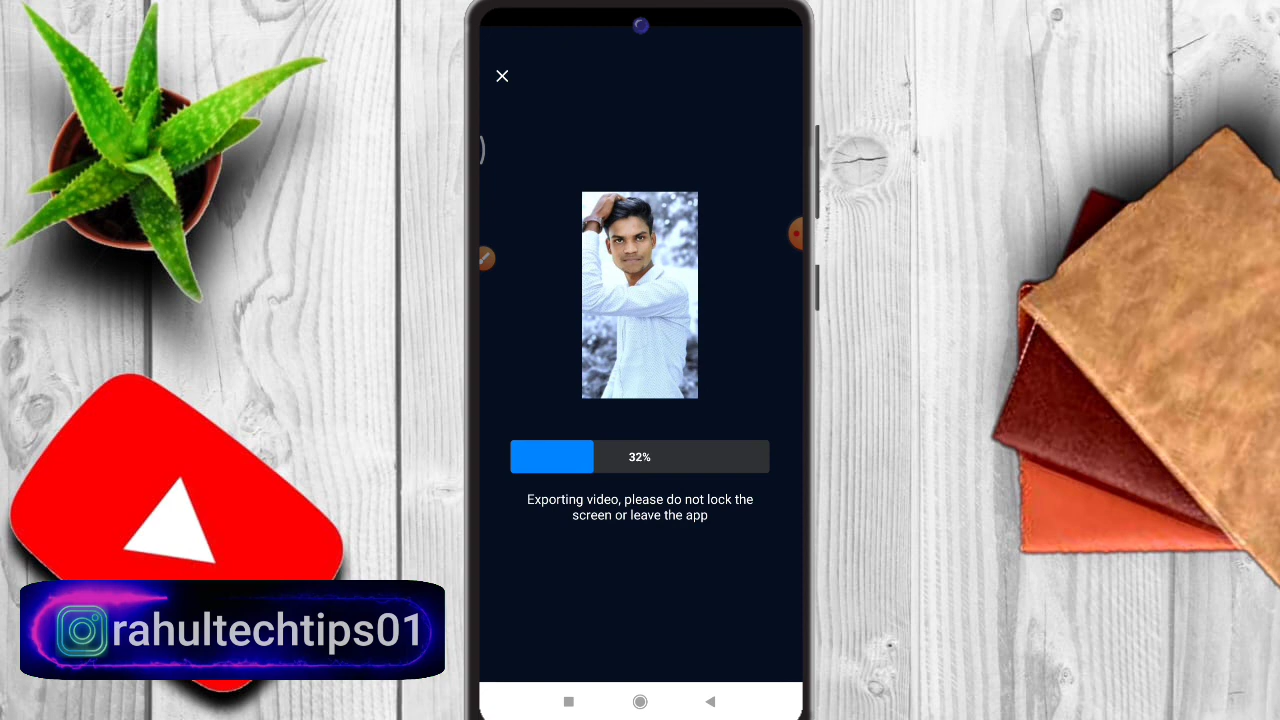 32%
Exporting video, please do not lock the
screen or leave the app
rahultechtips01